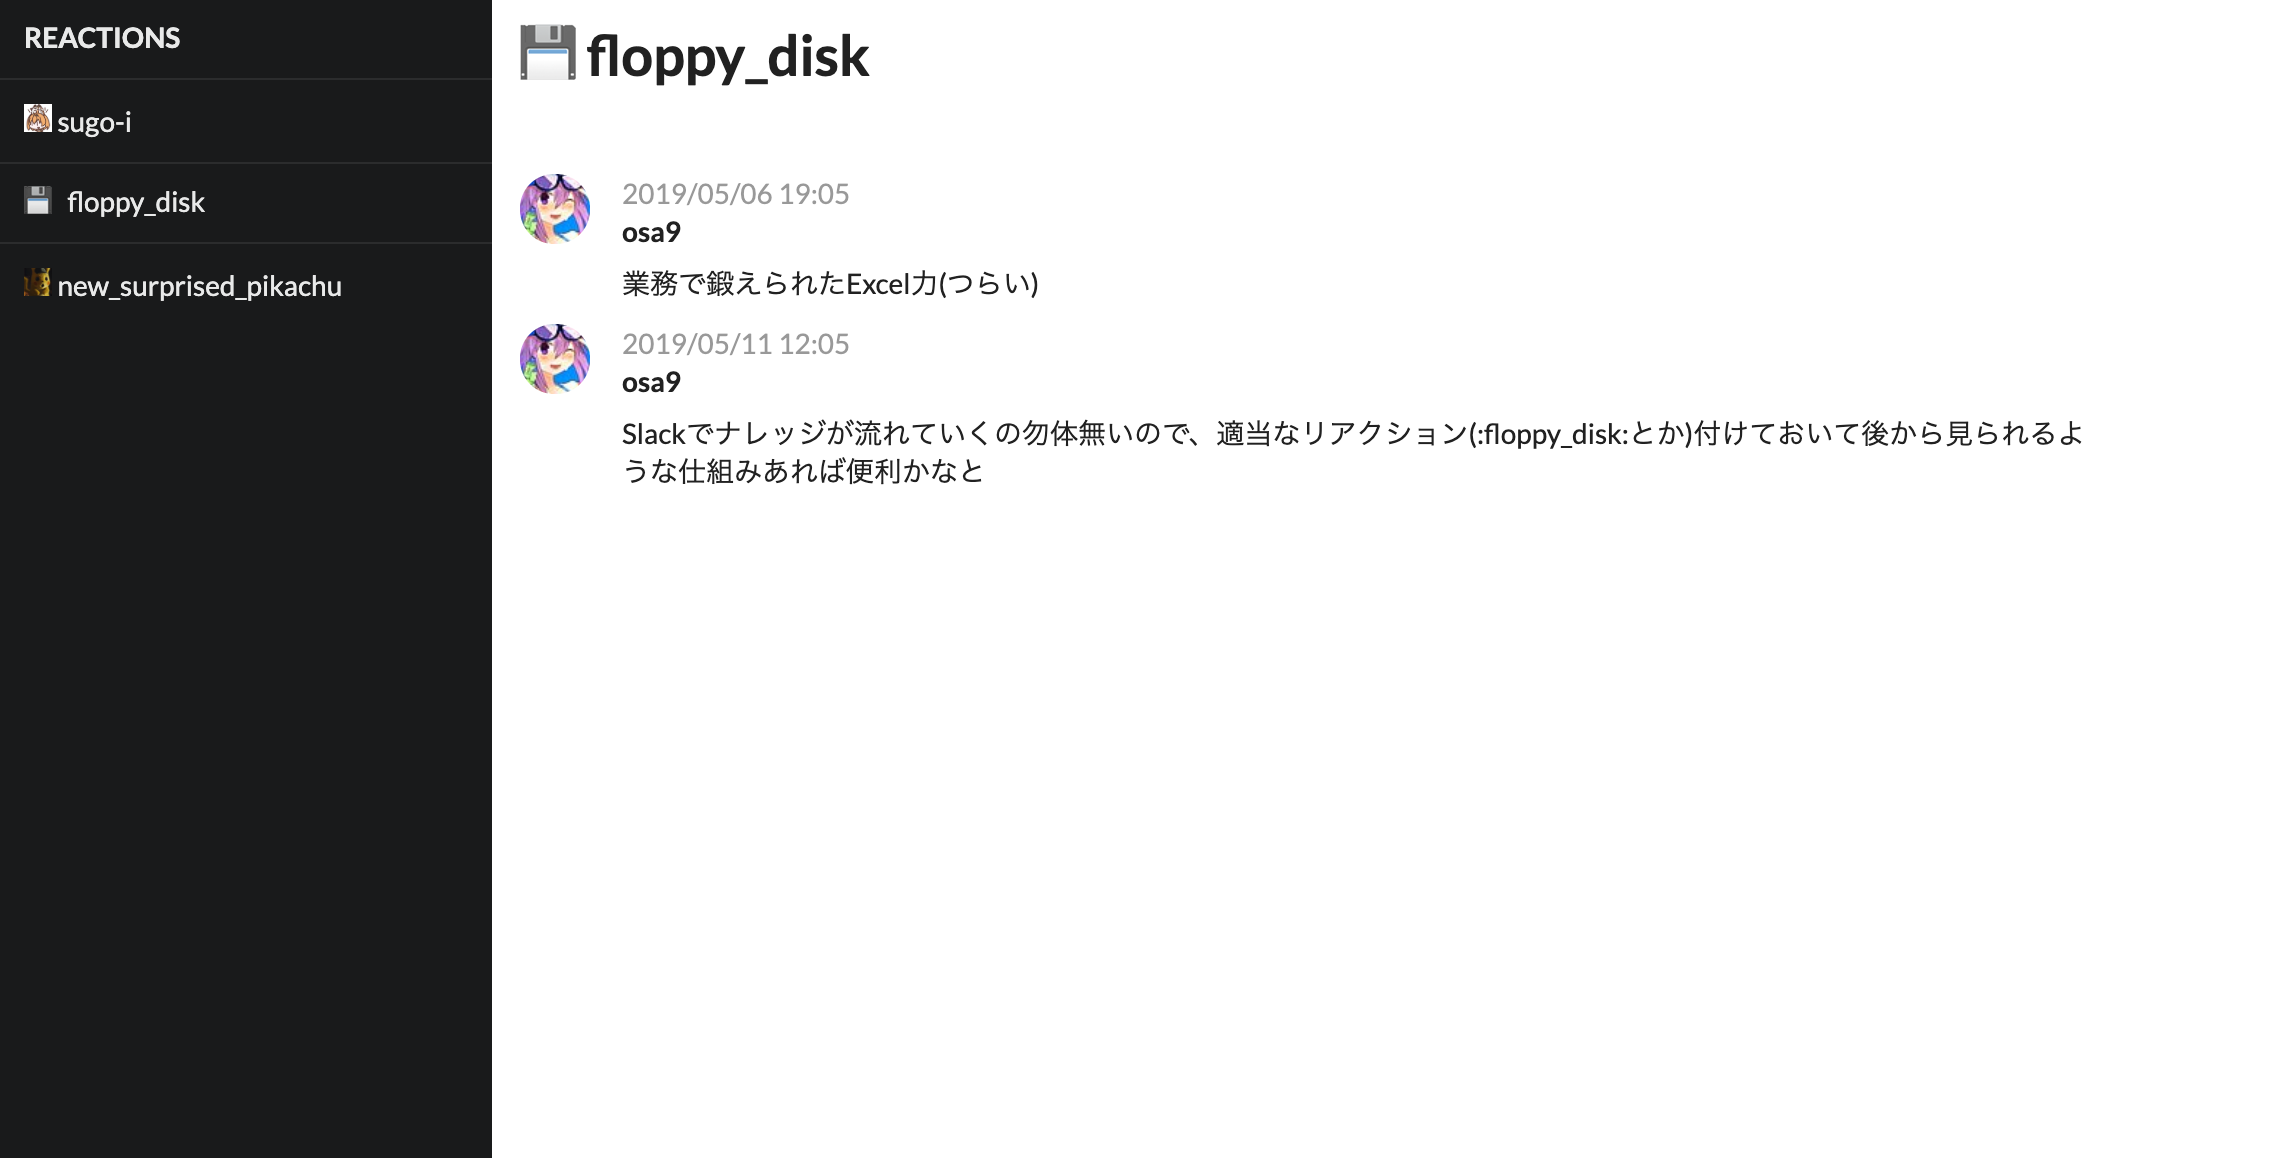 REACTIONS
sugo-i
floppy_disk
new_surprised_pikachu
floppy_disk
2019/05/06 19:05
osa9
業務で鍛えられたExcel力(つらい)
2019/05/11 12:05
osa9
Slackでナレッジが流れていくの勿体無いので、適当なリアクション(:floppy_disk:とか)付けておいて後から見られるよ
うな仕組みあれば便利かなと